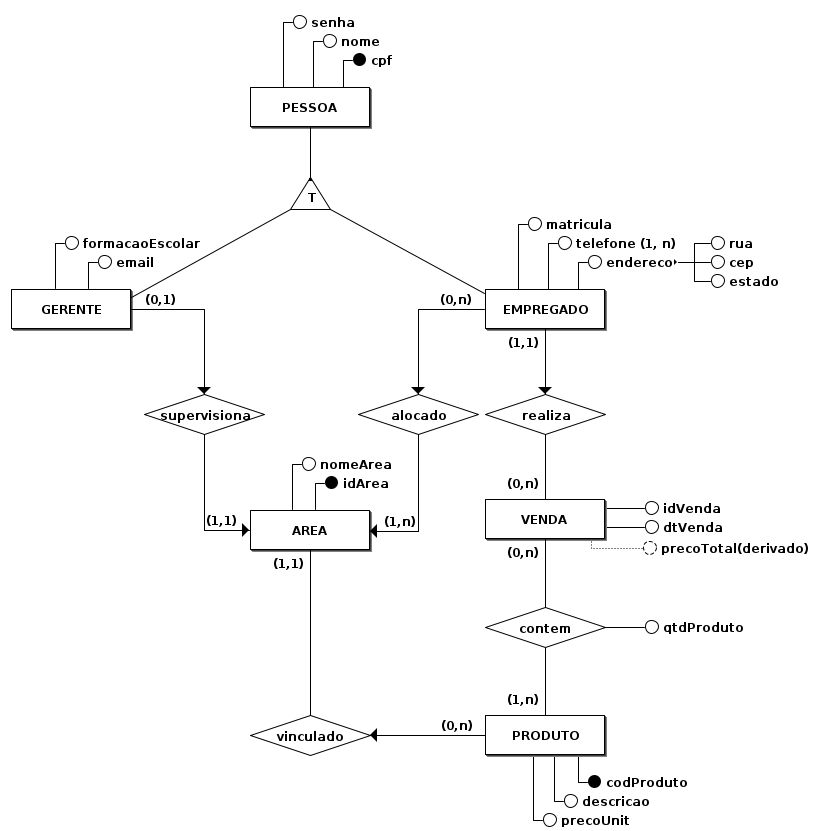 senha
nome
cpf
PESSOA
T
matricula
formacaoEscolar
telefone (1, n)
rua
email
endereco
cep
estado
GERENTE
(0,1)
(0,n)
EMPREGADO
(1,1)
supervisiona
alocado
realiza
nomeArea
idArea
(0,n)
(1,1)
AREA
(1,n)
VENDA
idVenda
dtVenda
precoTotal(derivado)
(1,1)
(0,n)
contem
qtdProduto
(1,n)
vinculado
(0,n)
PRODUTO
codProduto
descricao
precoUnit